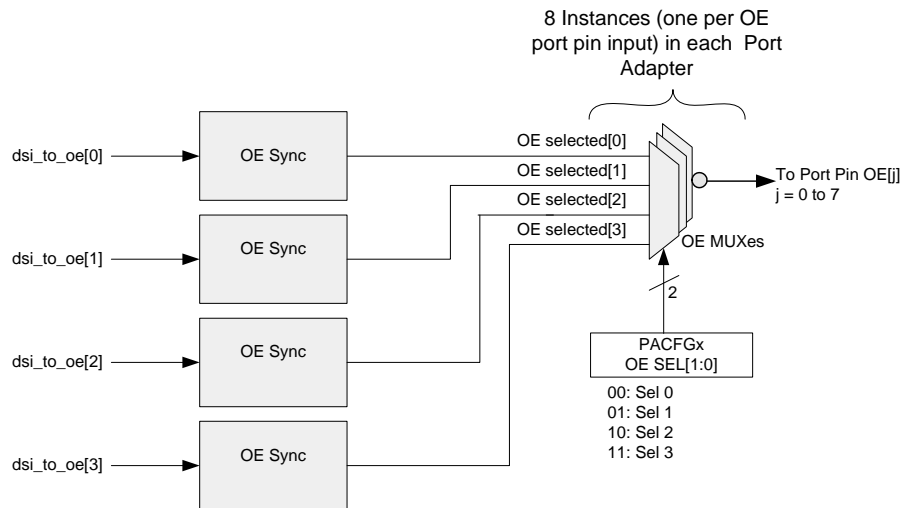 8 Instances (one per OE
port pin input) in each Port
Adapter
dsi_to_oe[0]
OE Sync
OE selected[0]
OE selected[1]
OE selected[2]
OE selected[3]
To Port Pin OE[j]
j = 0 to 7
OE MUXes
dsi_to_oe[1]
OE Sync
2
dsi_to_oe[2]
OE Sync
PACFGx
OE SEL[1:0]
00: Sel 0
01: Sel 1
10: Sel 2
11: Sel 3
dsi_to_oe[3]
OE Sync